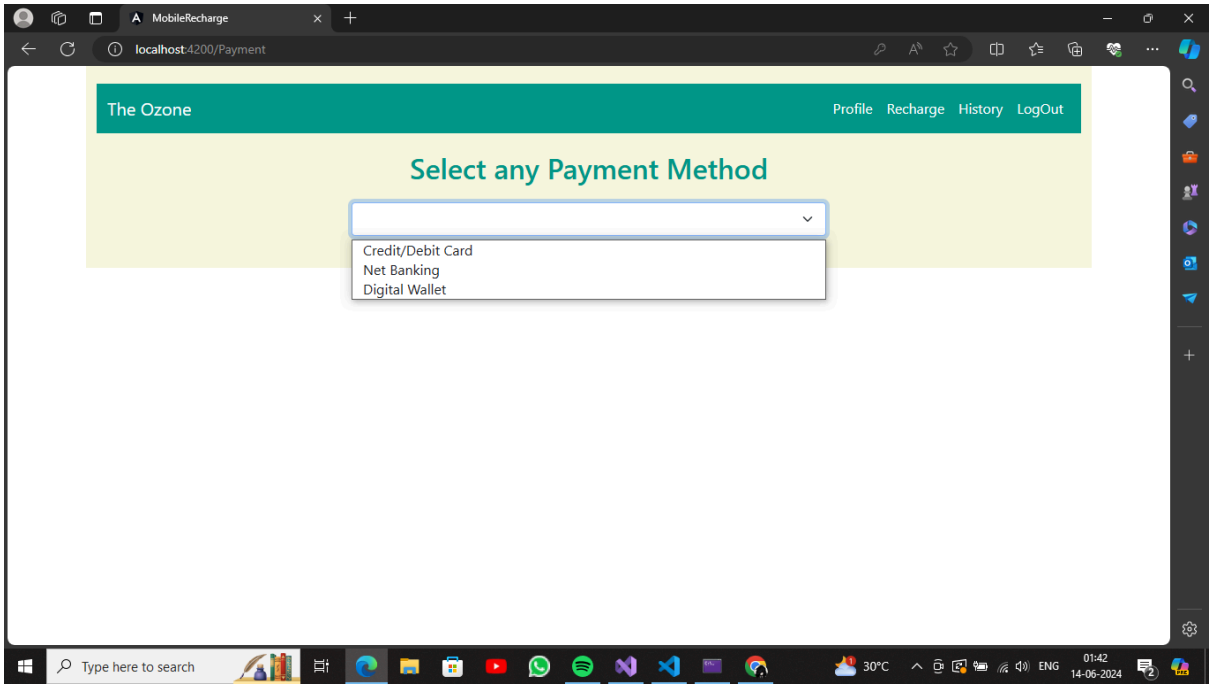 MobileRecharge
localhost:4200/Payment
The Ozone
Profile Recharge History LogOut
Select any Payment Method
Credit/Debit Card
Net Banking
Digital Wallet
Type here to search
30°C
ENG
01:42
14-06-2024
2